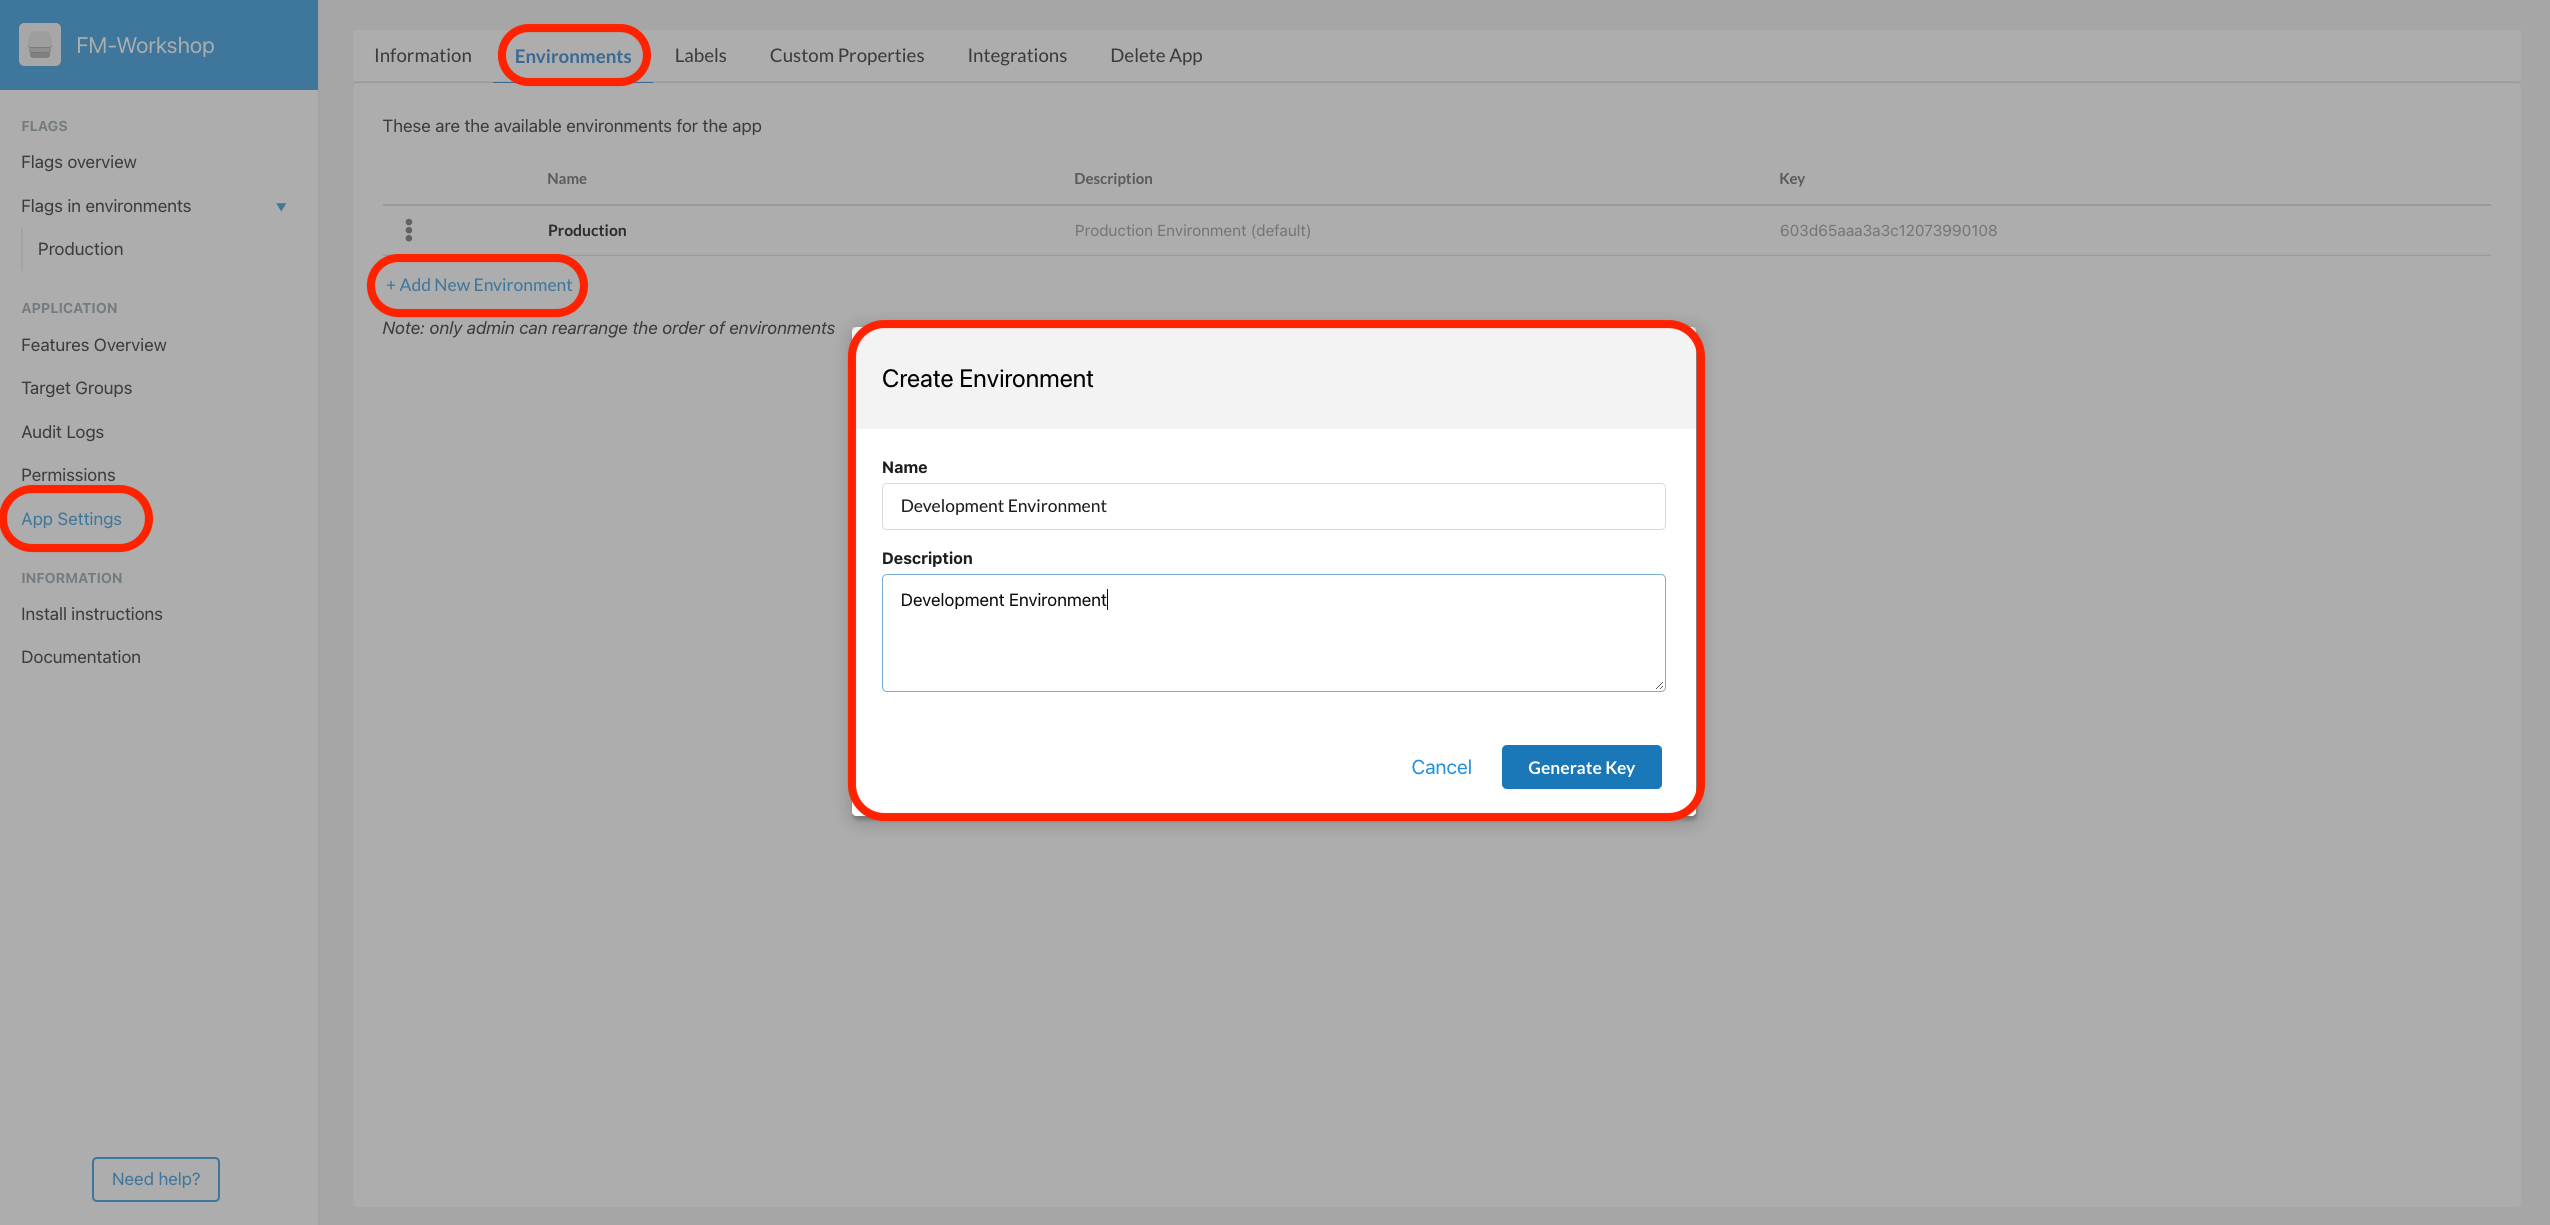 FM-Workshop
FLAGS
Flags overview
Flags in environments
Production
APPLICATION
Features Overview
Target Groups
Audit Logs
Permissions
App Settings
INFORMATION
Install instructions
Documentation
Need help?
Information Environments Labels Custom Properties Integrations Delete App
These are the available environments for the app
Name Description Key
Production Production Environment (default) 603d65aaa3a3c12073990108
+ Add New Environment
Note: only admin can rearrange the order of environments
Create Environment
Name
Development Environment
Description
Development Environment
Cancel Generate Key